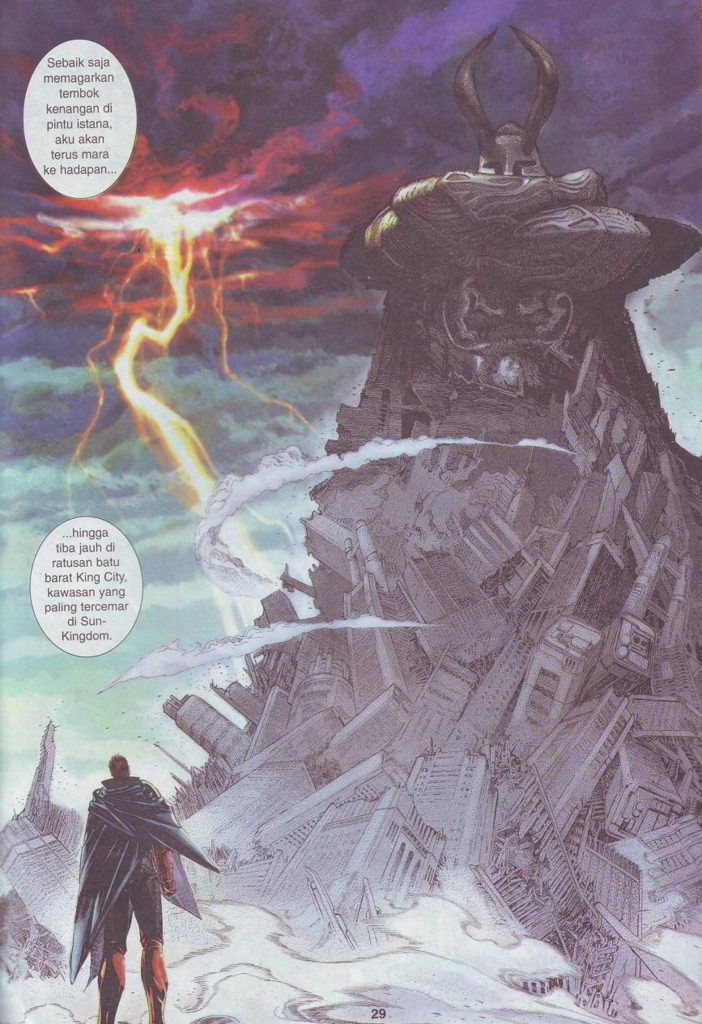 Sebaik saja
memagarkan
tembok
kenangan di
pintu istana,
aku akan
terus mara
ke hadapan...
...hingga
tiba jauh di
ratusan batu
barat King City,
kawasan yang
paling tercemar
di Sun-
Kingdom.
29